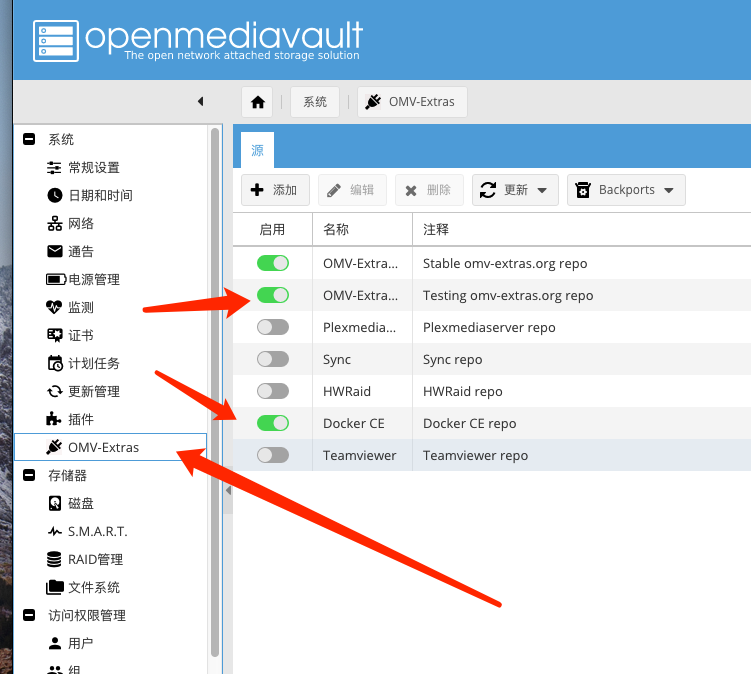 openmediavault
The open network attached storage solution
系统
OMV-Extras
系统
常规设置
日期和时间
网络
通告
电源管理
监测
证书
计划任务
更新管理
插件
OMV-Extras
存储器
磁盘
S.M.A.R.T.
RAID管理
文件系统
访问权限管理
用户
组
源
添加 编辑 删除 更新 Backports
启用 名称 注释
OMV-Extra... Stable omv-extras.org repo
OMV-Extra... Testing omv-extras.org repo
Plexmedia... Plexmediaserver repo
Sync Sync repo
HWRaid HWRaid repo
Docker CE Docker CE repo
Teamviewer Teamviewer repo